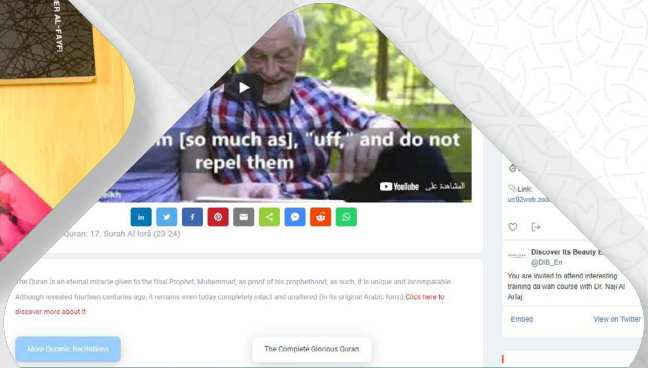 ER AL-FAYFI
m [so much as], "uff," and do not
repel them
المشاهدة على YouTube
Quran: 17. Surah Al-Isrā (23 24)
The Quran is an eternal miracle given to the final Prophet, Muhammad, as proof of his prophethood; as such, it is unique and incomparable.
Although revealed fourteen centuries ago, it remains even today completely intact and unaltered (in its original Arabic form).Click here to
discover more about it
More Quranic Recitations
The Complete Glorious Quran
Link:
us02web.zoo
Discover Its Beauty E
@DIB_En
You are invited to attend interesting
training da'wah course with Dr. Naji Al
Arfaj
Embed
View on Twitter